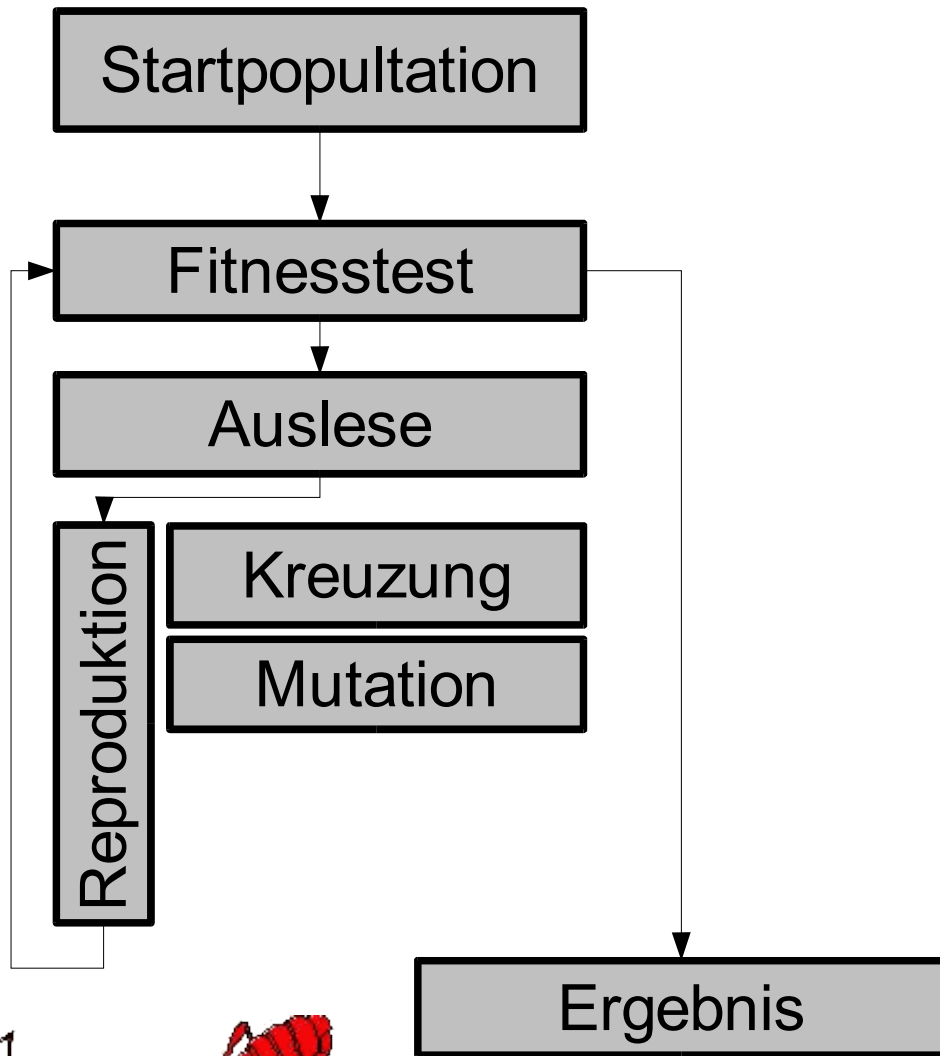 Startpopultation
Fitnesstest
Auslese
Reproduktion
Kreuzung
Mutation
Ergebnis